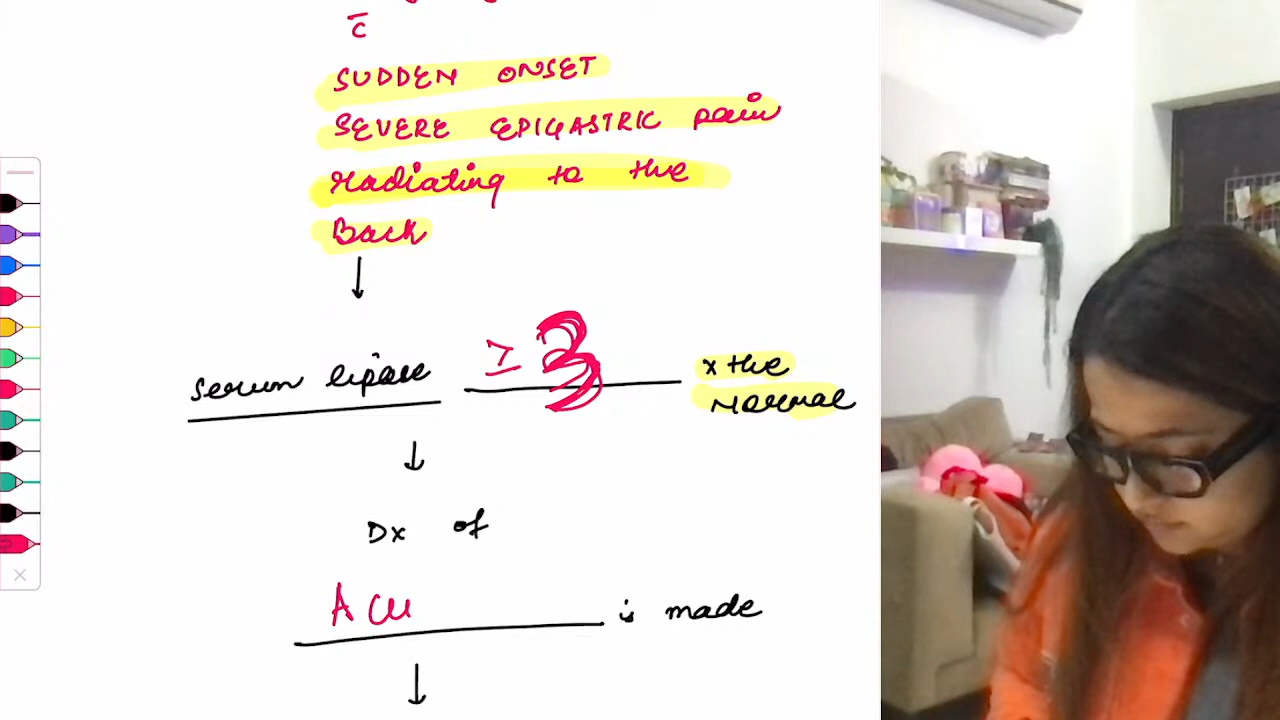 c̄
SUDDEN ONSET
SEVERE EPIGASTRIC pain
radiating to the
Back
↓
Serum lipase ≥ 3 x the
Normal
↓
Dx of
Acu is made
↓